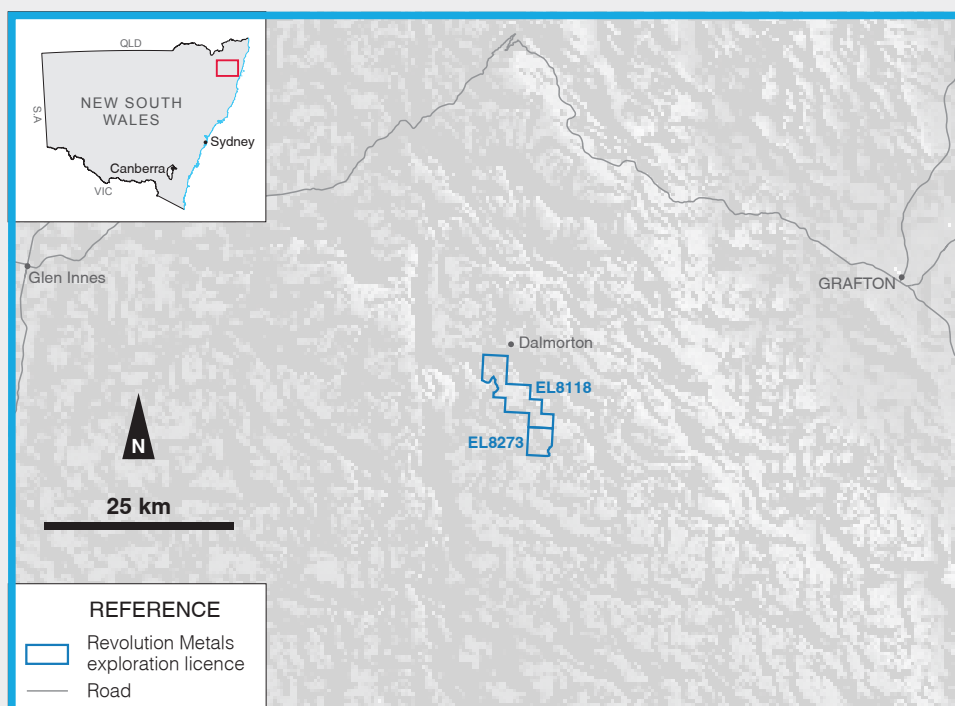 QLD
NEW SOUTH
WALES
S.A
Sydney
Canberra
VIC
Glen Innes
GRAFTON
Dalmorton
EL8118
EL8273
N
25 km
REFERENCE
Revolution Metals
exploration licence
Road